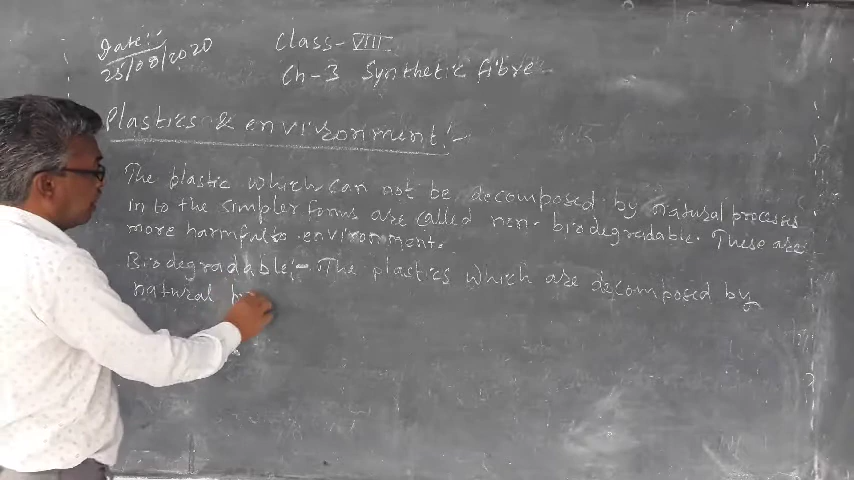 Date:-
25/08/2020
Class- VIII
Ch-3 Synthetic fibre
Plastics & environment:-
The plastic which can not be decomposed by natural processes
in to the simpler forms are called non-biodegradable. These are
more harmful to environment.
Biodegradable:- The plastics which are decomposed by
natural p